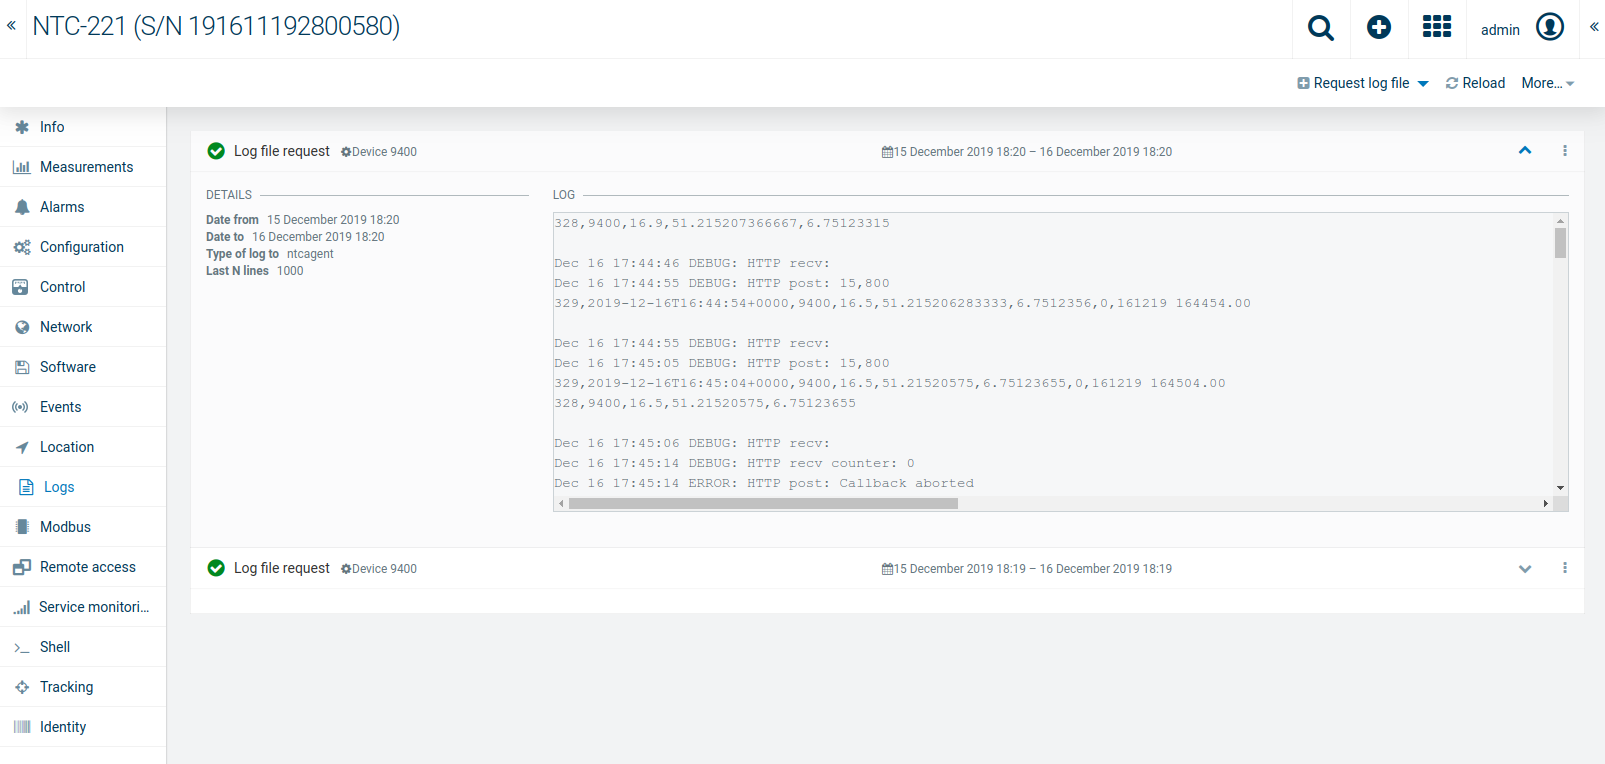 NTC-221 (S/N 191611192800580)
admin
Request log file
Reload
More...
Info
Measurements
Alarms
Configuration
Control
Network
Software
Events
Location
Logs
Modbus
Remote access
Service monitori...
Shell
Tracking
Identity
Log file request Device 9400 15 December 2019 18:20 – 16 December 2019 18:20
DETAILS
Date from 15 December 2019 18:20
Date to 16 December 2019 18:20
Type of log to ntcagent
Last N lines 1000
LOG
328,9400,16.9,51.215207366667,6.75123315
Dec 16 17:44:46 DEBUG: HTTP recv:
Dec 16 17:44:55 DEBUG: HTTP post: 15,800
329,2019-12-16T16:44:54+0000,9400,16.5,51.215206283333,6.7512356,0,161219 164454.00
Dec 16 17:44:55 DEBUG: HTTP recv:
Dec 16 17:45:05 DEBUG: HTTP post: 15,800
329,2019-12-16T16:45:04+0000,9400,16.5,51.21520575,6.75123655,0,161219 164504.00
328,9400,16.5,51.21520575,6.75123655
Dec 16 17:45:06 DEBUG: HTTP recv:
Dec 16 17:45:14 DEBUG: HTTP recv counter: 0
Dec 16 17:45:14 ERROR: HTTP post: Callback aborted
Log file request Device 9400 15 December 2019 18:19 – 16 December 2019 18:19